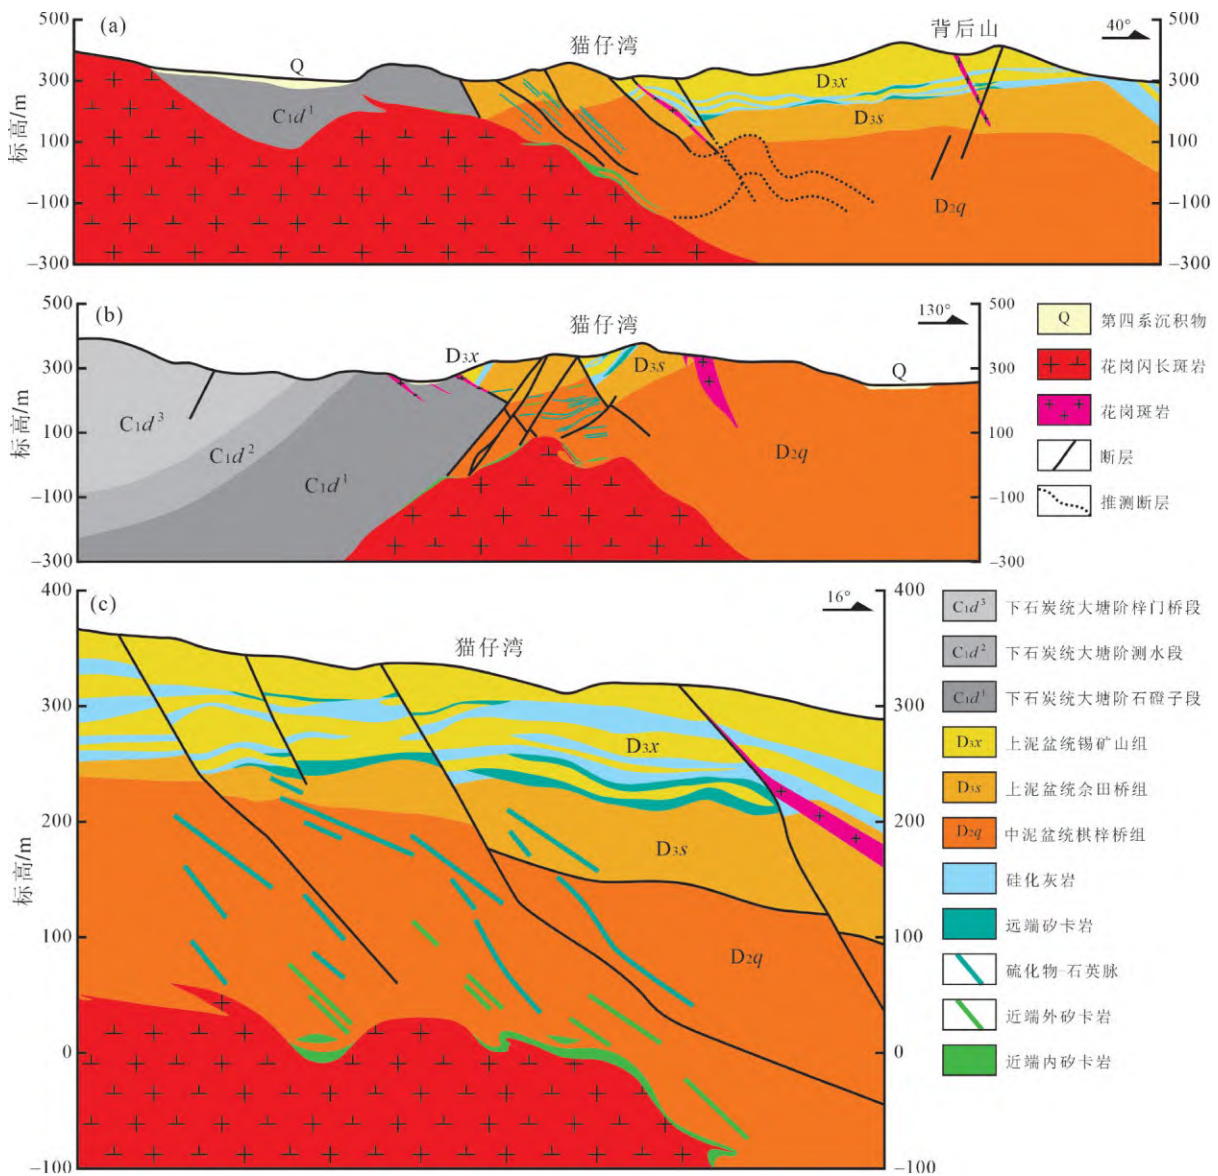 (a)
猫仔湾
背后山
40°
标高/m
500
300
100
−100
−300
500
300
100
−100
−300
Q
C₁d¹
D₃x
D₃s
D₂q
(b)
猫仔湾
130°
标高/m
500
300
100
−100
−300
500
300
100
−100
−300
C₁d³
C₁d²
C₁d¹
D₃x
D₃s
D₂q
Q
Q 第四系沉积物
花岗闪长斑岩
花岗斑岩
断层
推测断层
(c)
猫仔湾
16°
标高/m
400
300
200
100
0
−100
400
300
200
100
0
−100
D₃x
D₃s
D₂q
C₁d³ 下石炭统大塘阶梓门桥段
C₁d² 下石炭统大塘阶测水段
C₁d¹ 下石炭统大塘阶石磴子段
D₃x 上泥盆统锡矿山组
D₃s 上泥盆统佘田桥组
D₂q 中泥盆统棋梓桥组
硅化灰岩
远端矽卡岩
硫化物–石英脉
近端外矽卡岩
近端内矽卡岩